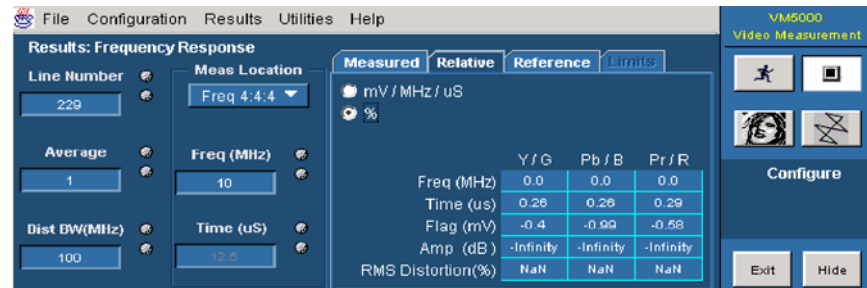 File Configuration Results Utilities Help
VM5000
Video Measurement
Results: Frequency Response
Line Number
229
Average
1
Dist BW(MHz)
100
Meas Location
Freq 4:4:4
Freq (MHz)
10
Time (uS)
12.5
Measured Relative Reference Limits
mV / MHz / uS
%
Y / G Pb / B Pr / R
Freq (MHz) 0.0 0.0 0.0
Time (us) 0.26 0.26 0.29
Flag (mV) -0.4 -0.99 -0.58
Amp (dB) -Infinity -Infinity -Infinity
RMS Distortion(%) NaN NaN NaN
Configure
Exit Hide